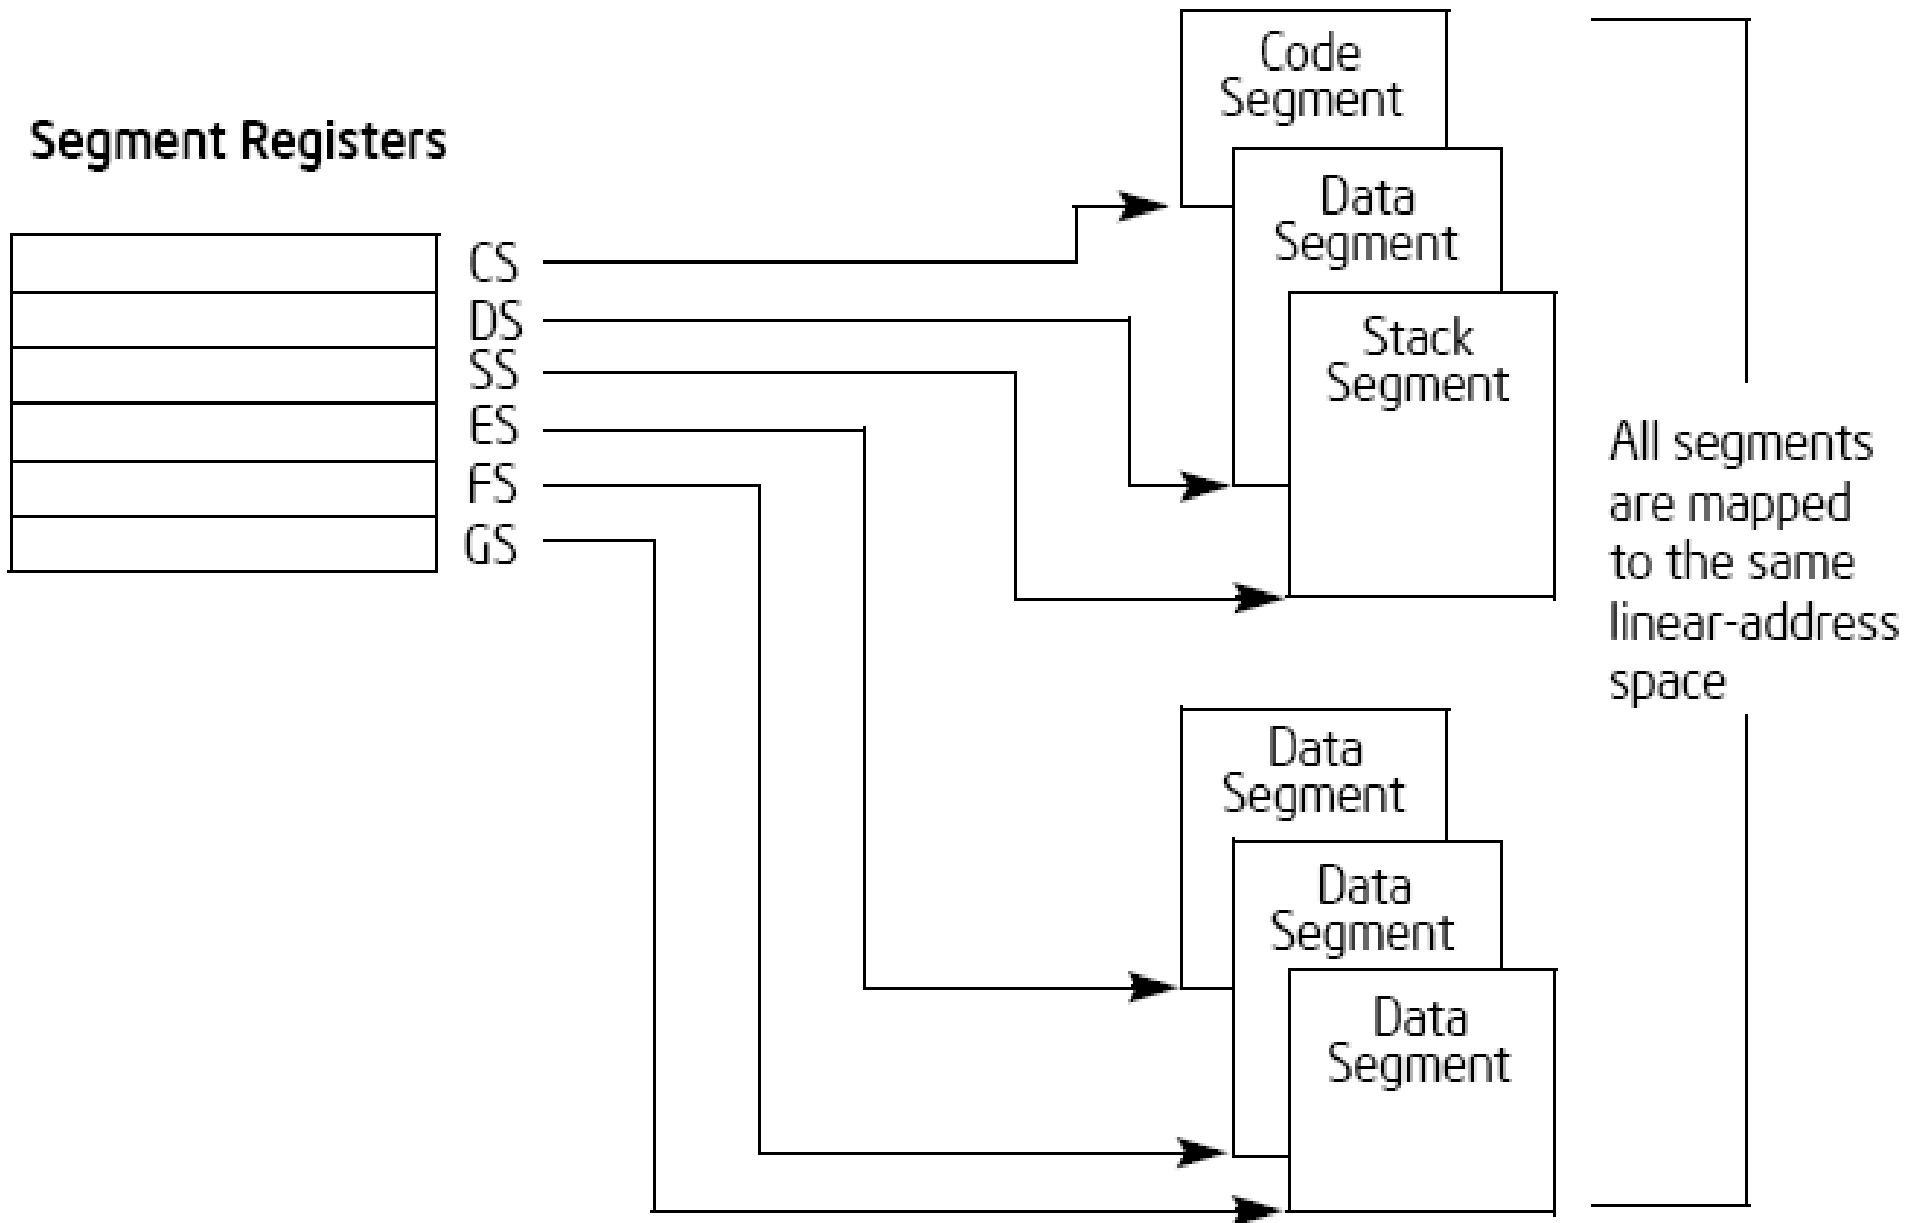 Segment Registers
CS
DS
SS
ES
FS
GS
Code
Segment
Data
Segment
Stack
Segment
Data
Segment
Data
Segment
Data
Segment
All segments
are mapped
to the same
linear-address
space